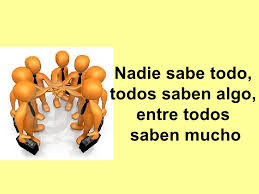 Nadie sabe todo,
todos saben algo,
entre todos
saben mucho